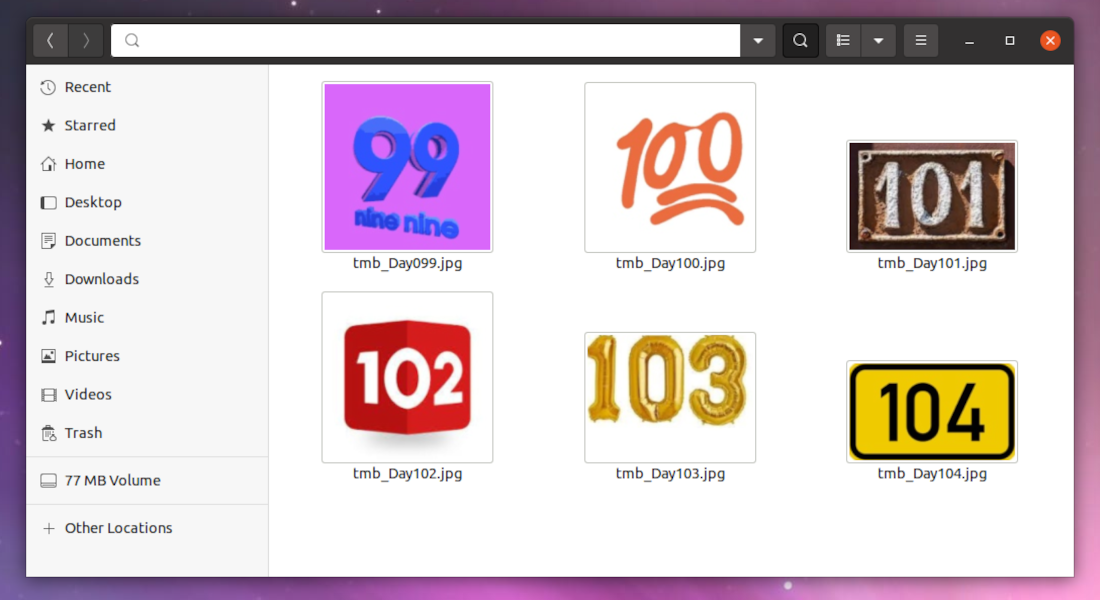 Recent
Starred
Home
Desktop
Documents
Downloads
Music
Pictures
Videos
Trash
77 MB Volume
Other Locations
99
nine nine
tmb_Day099.jpg
100
tmb_Day100.jpg
101
tmb_Day101.jpg
102
tmb_Day102.jpg
103
tmb_Day103.jpg
104
tmb_Day104.jpg